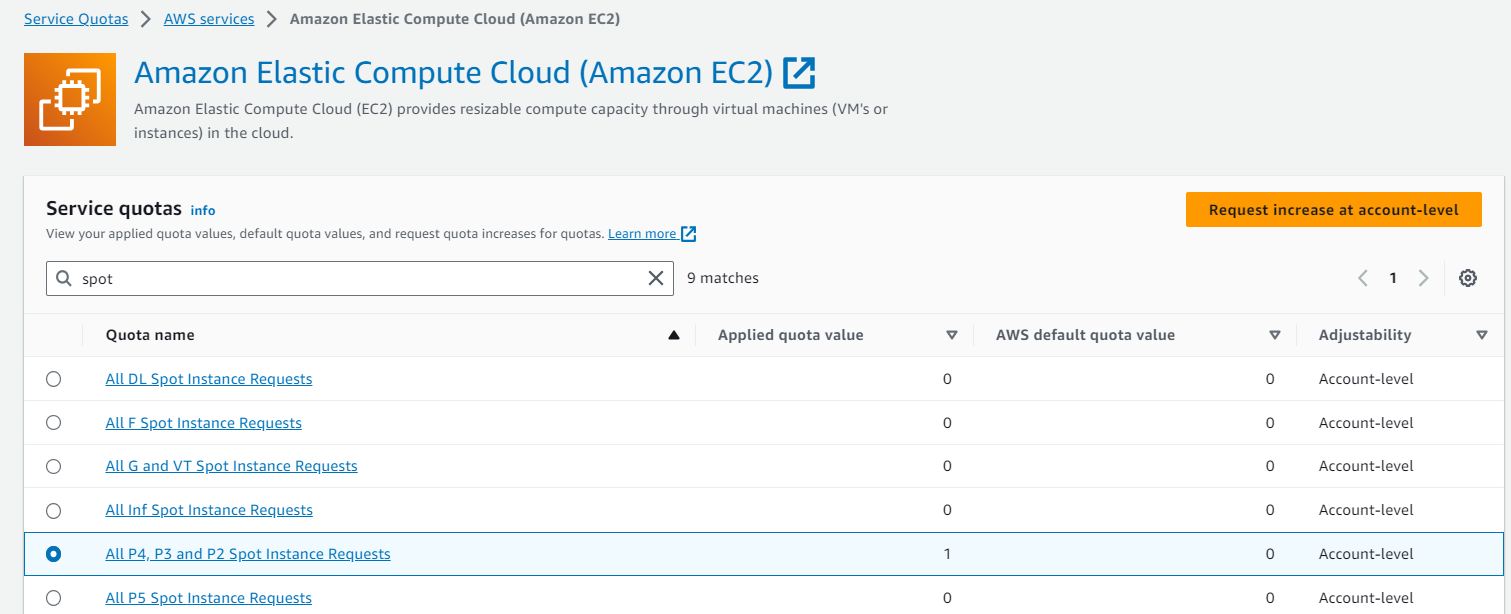 Service Quotas > AWS services > Amazon Elastic Compute Cloud (Amazon EC2)
Amazon Elastic Compute Cloud (Amazon EC2)
Amazon Elastic Compute Cloud (EC2) provides resizable compute capacity through virtual machines (VM's or
instances) in the cloud.
Service quotas info
Request increase at account-level
View your applied quota values, default quota values, and request quota increases for quotas. Learn more
spot
9 matches
1
Quota name Applied quota value AWS default quota value Adjustability
All DL Spot Instance Requests 0 0 Account-level
All F Spot Instance Requests 0 0 Account-level
All G and VT Spot Instance Requests 0 0 Account-level
All Inf Spot Instance Requests 0 0 Account-level
All P4, P3 and P2 Spot Instance Requests 1 0 Account-level
All P5 Spot Instance Requests 0 0 Account-level